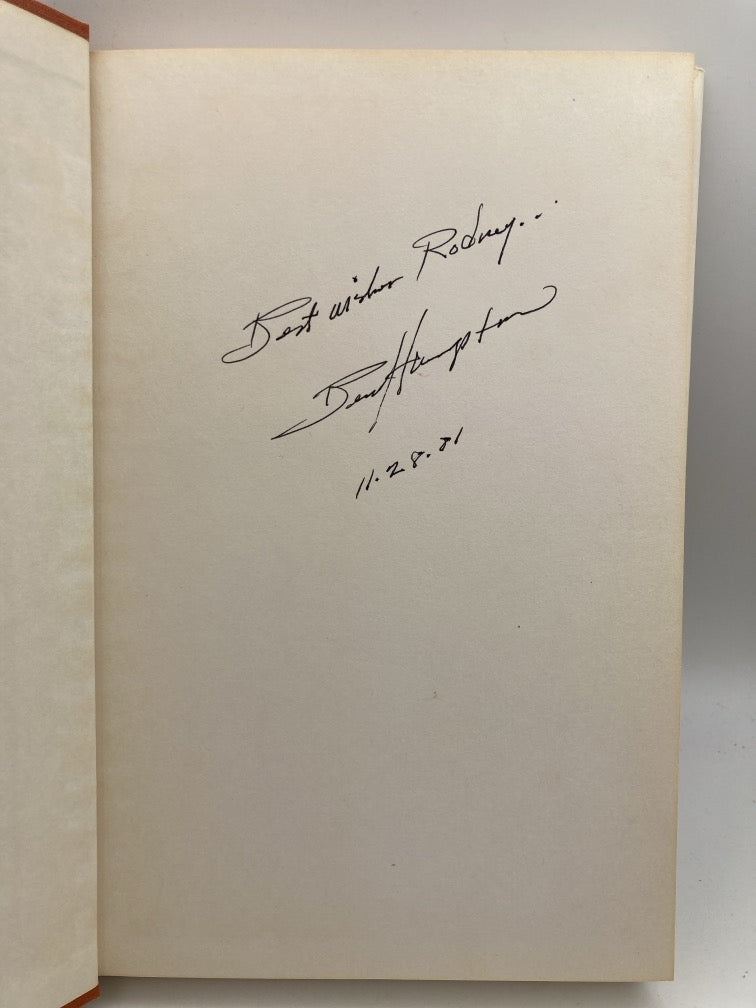 Best wishes Rodney...
Ben Hampton
11.28.81